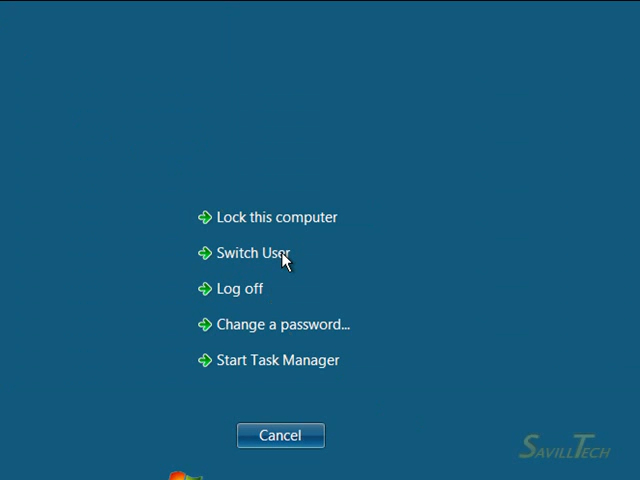 Lock this computer
Switch User
Log off
Change a password...
Start Task Manager
Cancel
SAVILLTECH